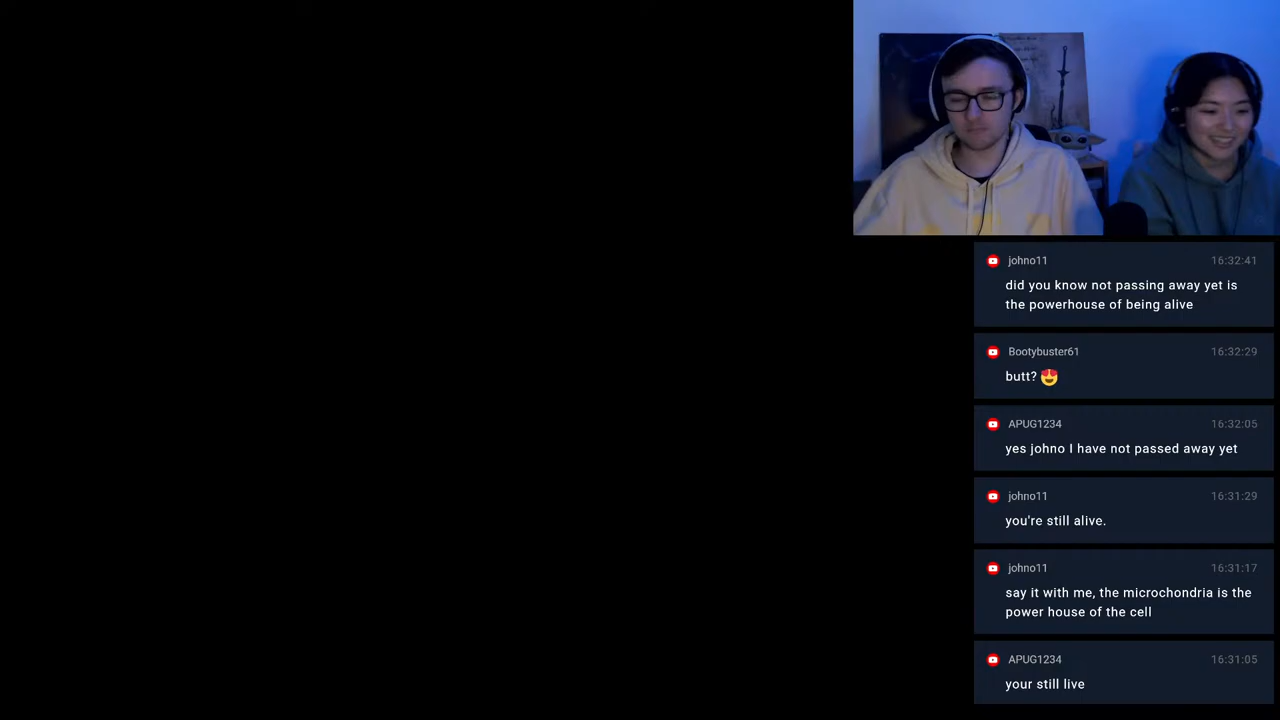 johno11 16:32:41
did you know not passing away yet is
the powerhouse of being alive
Bootybuster61 16:32:29
butt? 😍
APUG1234 16:32:05
yes johno I have not passed away yet
johno11 16:31:29
you're still alive.
johno11 16:31:17
say it with me, the microchondria is the
power house of the cell
APUG1234 16:31:05
your still live